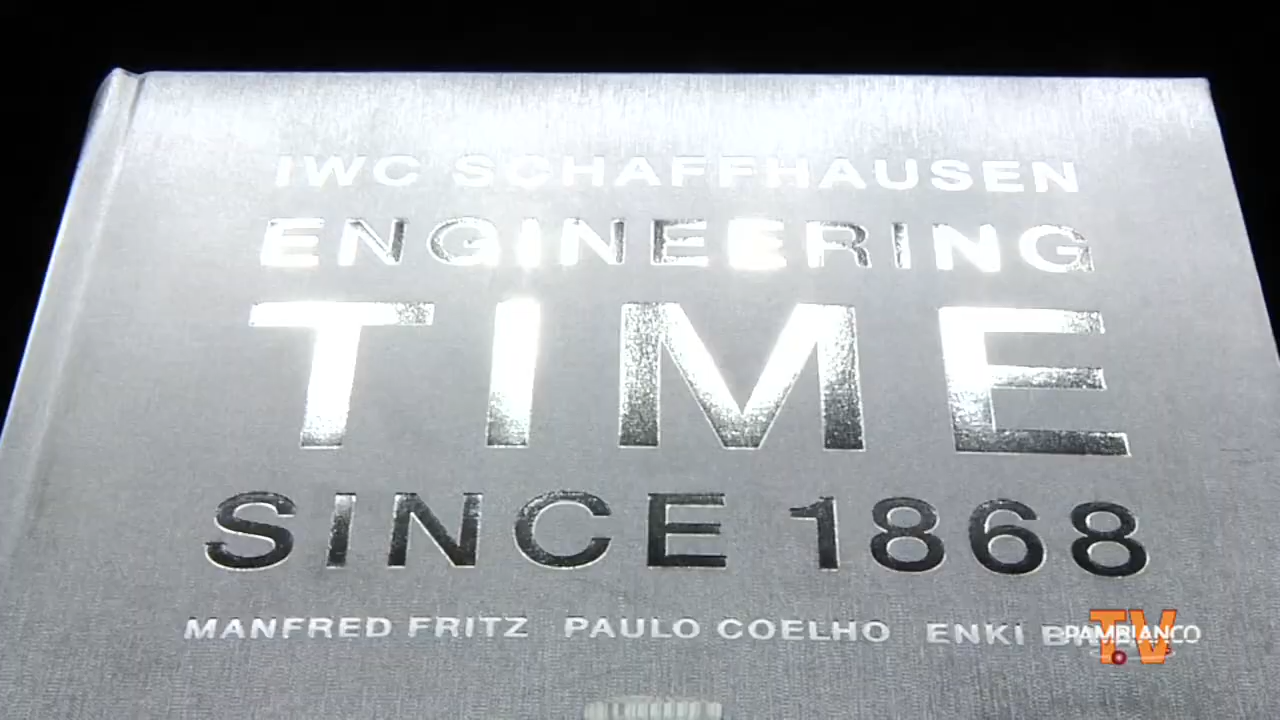 IWC SCHAFFHAUSEN
ENGINEERING
TIME
SINCE 1868
MANFRED FRITZ PAULO COELHO ENKI
PAMBIANCO
TV